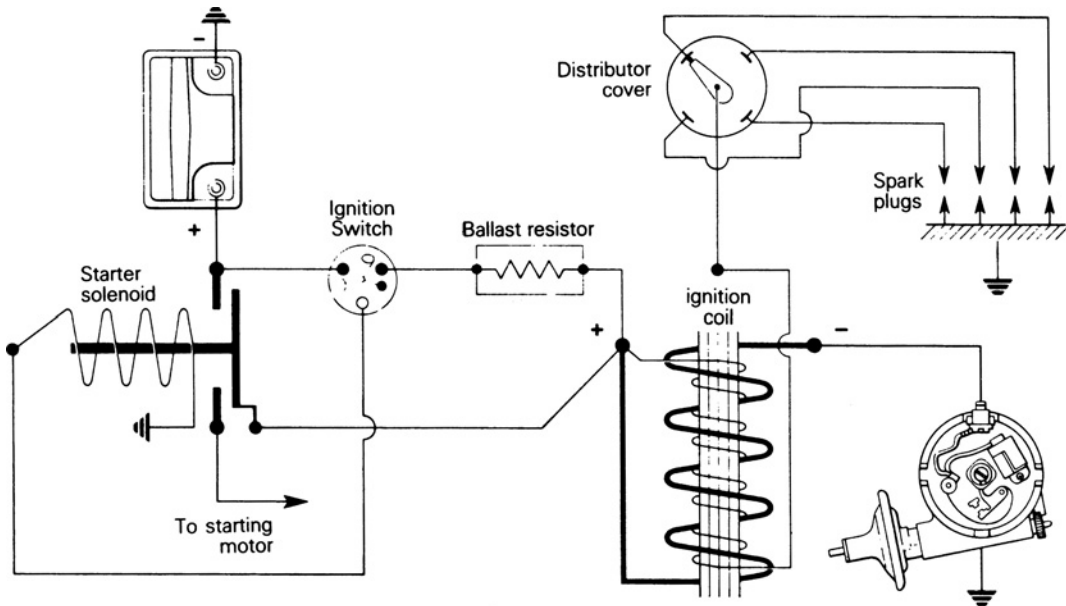 -
Distributor
cover
+
Ignition
Switch
Ballast resistor
Spark
plugs
Starter
solenoid
ignition
coil
+
-
To starting
motor